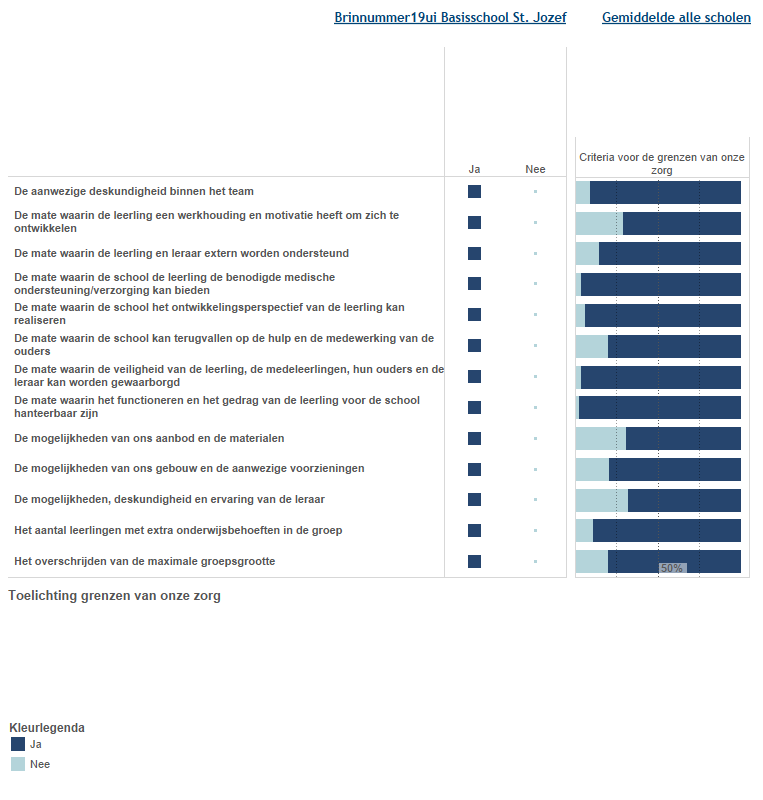 Brinnummer19ui Basisschool St. Jozef Gemiddelde alle scholen
Ja Nee Criteria voor de grenzen van onze
zorg
De aanwezige deskundigheid binnen het team
De mate waarin de leerling een werkhouding en motivatie heeft om zich te
ontwikkelen
De mate waarin de leerling en leraar extern worden ondersteund
De mate waarin de school de leerling de benodigde medische
ondersteuning/verzorging kan bieden
De mate waarin de school het ontwikkelingsperspectief van de leerling kan
realiseren
De mate waarin de school kan terugvallen op de hulp en de medewerking van de
ouders
De mate waarin de veiligheid van de leerling, de medeleerlingen, hun ouders en de
leraar kan worden gewaarborgd
De mate waarin het functioneren en het gedrag van de leerling voor de school
hanteerbaar zijn
De mogelijkheden van ons aanbod en de materialen
De mogelijkheden van ons gebouw en de aanwezige voorzieningen
De mogelijkheden, deskundigheid en ervaring van de leraar
Het aantal leerlingen met extra onderwijsbehoeften in de groep
Het overschrijden van de maximale groepsgrootte
50%
Toelichting grenzen van onze zorg
Kleurlegenda
Ja
Nee